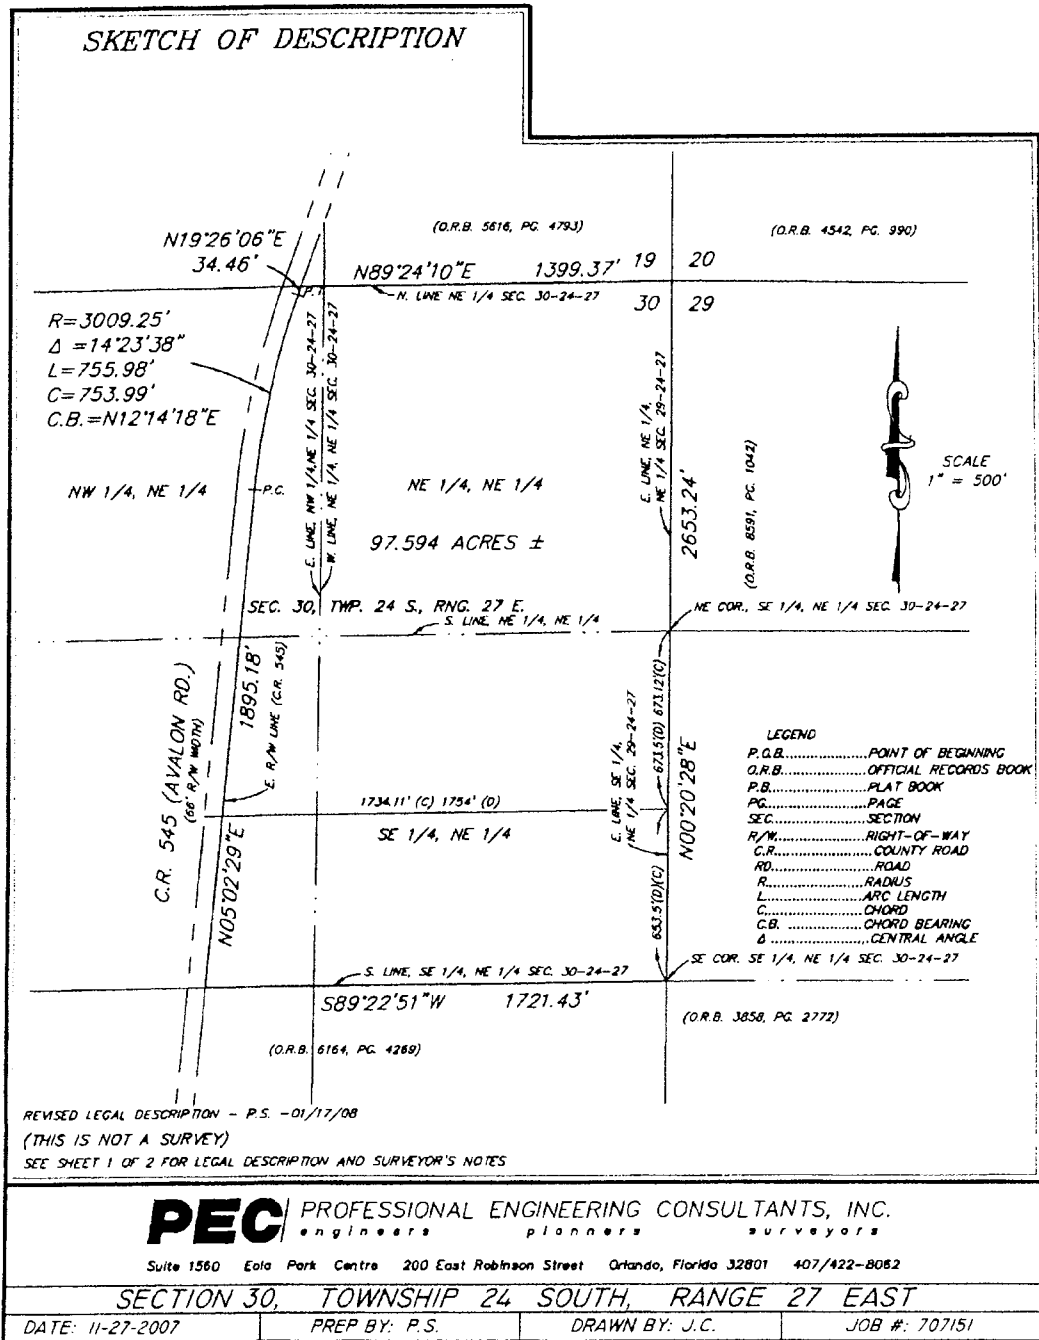 SKETCH OF DESCRIPTION
(O.R.B. 5616, PG. 4793)
(O.R.B. 4542, PG. 990)
N19°26'06"E
34.46'
N89°24'10"E 1399.37'
19 20
P.T.
N. LINE NE 1/4 SEC. 30-24-27
30 29
R=3009.25'
Δ =14°23'38"
L=755.98'
C=753.99'
C.B.=N12°14'18"E
E. LINE, NW 1/4,NE 1/4 SEC. 30-24-27
W. LINE, NE 1/4, NE 1/4 SEC. 30-24-27
E. LINE, NE 1/4,
NE 1/4 SEC. 29-24-27
2653.24'
(O.R.B. 8591, PG. 1042)
SCALE
1" = 500'
NW 1/4, NE 1/4
P.C.
NE 1/4, NE 1/4
97.594 ACRES ±
SEC. 30, TWP. 24 S., RNG. 27 E.
S. LINE, NE 1/4, NE 1/4
NE COR., SE 1/4, NE 1/4 SEC. 30-24-27
C.R. 545 (AVALON RD.)
(66' R/W WIDTH)
1895.18'
E. R/W LINE (C.R. 545)
N05°02'29"E
1734.11' (C) 1754' (D)
SE 1/4, NE 1/4
E. LINE, SE 1/4,
NE 1/4 SEC. 29-24-27
673.5'(D) 673.12'(C)
653.5'(D)(C)
N00°20'28"E
LEGEND
P.O.B.................POINT OF BEGINNING
O.R.B.................OFFICIAL RECORDS BOOK
P.B....................PLAT BOOK
PG....................PAGE
SEC...................SECTION
R/W..................RIGHT-OF-WAY
C.R...................COUNTY ROAD
RD....................ROAD
R......................RADIUS
L......................ARC LENGTH
C......................CHORD
C.B. .................CHORD BEARING
Δ .....................CENTRAL ANGLE
SE COR. SE 1/4, NE 1/4 SEC. 30-24-27
S. LINE, SE 1/4, NE 1/4 SEC. 30-24-27
S89°22'51"W 1721.43'
(O.R.B. 3858, PG. 2772)
(O.R.B. 6164, PG. 4269)
REVISED LEGAL DESCRIPTION - P.S. -01/17/08
(THIS IS NOT A SURVEY)
SEE SHEET 1 OF 2 FOR LEGAL DESCRIPTION AND SURVEYOR'S NOTES
PEC PROFESSIONAL ENGINEERING CONSULTANTS, INC.
engineers planners surveyors
Suite 1560 Eola Park Centre 200 East Robinson Street Orlando, Florida 32801 407/422-8062
SECTION 30, TOWNSHIP 24 SOUTH, RANGE 27 EAST
DATE: 11-27-2007 PREP BY: P.S. DRAWN BY: J.C. JOB #: 707151